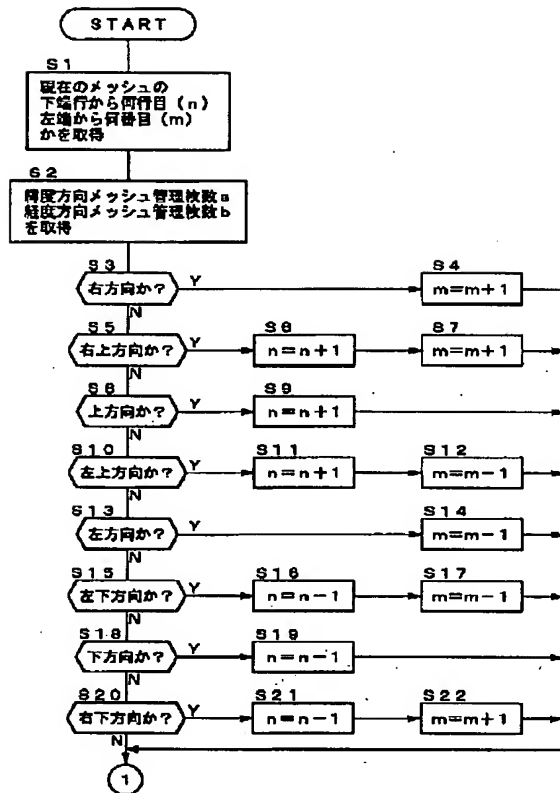 START
S1
現在のメッシュの
下端行から何行目(n)
左端から何番目(m)
かを取得
S2
緯度方向メッシュ管理枚数a
経度方向メッシュ管理枚数b
を取得
S3
右方向か?
Y
N
S4
m=m+1
S5
右上方向か?
Y
N
S6
n=n+1
S7
m=m+1
S8
上方向か?
Y
N
S9
n=n+1
S10
左上方向か?
Y
N
S11
n=n+1
S12
m=m-1
S13
左方向か?
Y
N
S14
m=m-1
S15
左下方向か?
Y
N
S16
n=n-1
S17
m=m-1
S18
下方向か?
Y
N
S19
n=n-1
S20
右下方向か?
Y
N
S21
n=n-1
S22
m=m+1
1